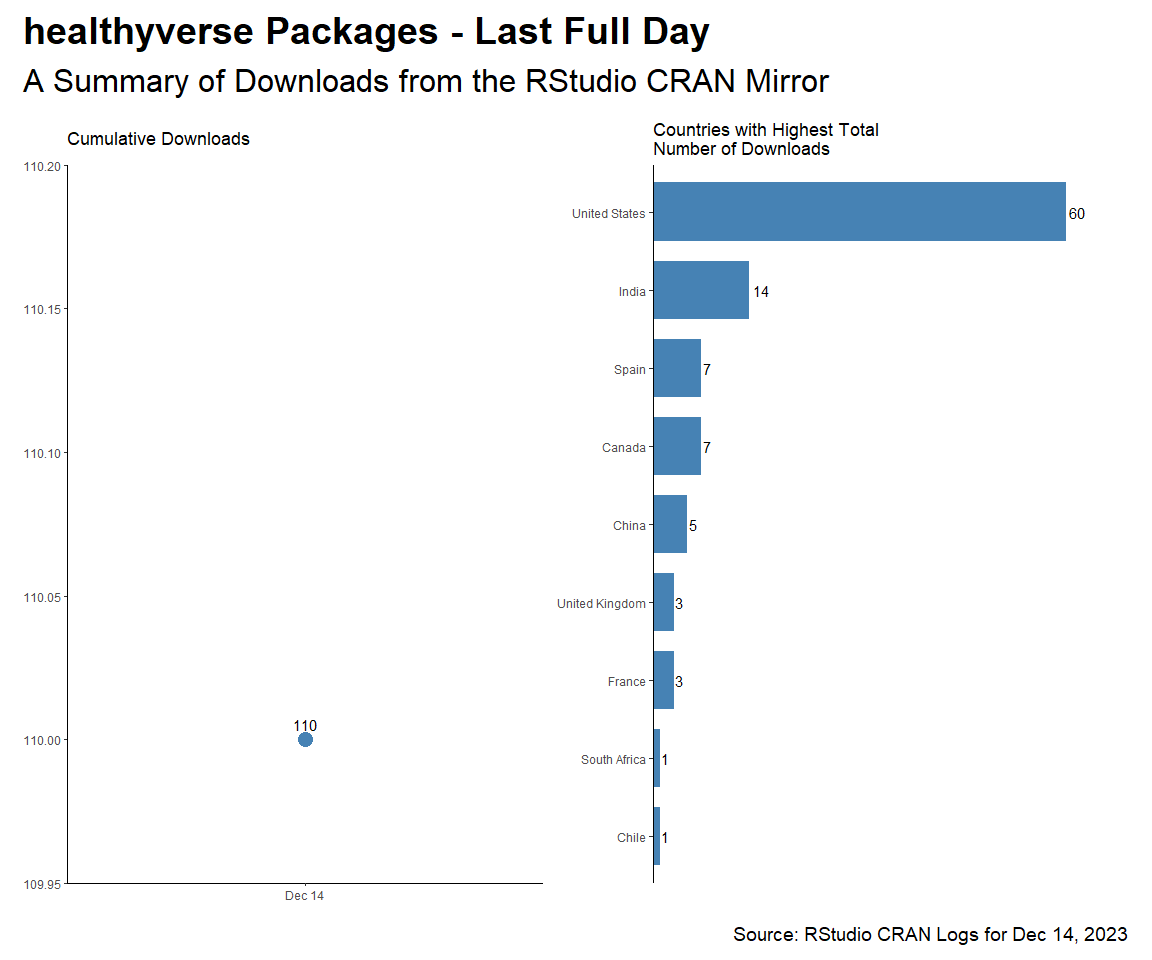 healthyverse Packages - Last Full Day
A Summary of Downloads from the RStudio CRAN Mirror
Cumulative Downloads
110.20
110.15
110.10
110.05
110.00
109.95
110
Dec 14
Countries with Highest Total
Number of Downloads
United States 60
India 14
Spain 7
Canada 7
China 5
United Kingdom 3
France 3
South Africa 1
Chile 1
Source: RStudio CRAN Logs for Dec 14, 2023